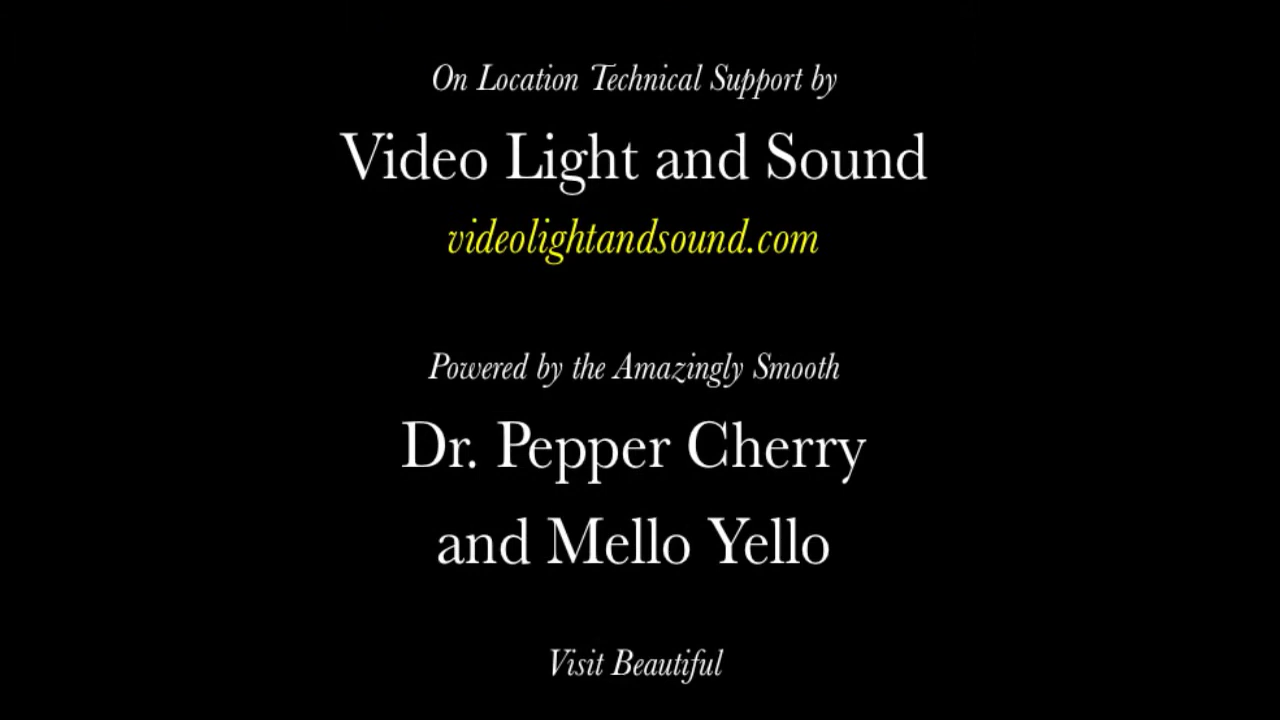 On Location Technical Support by
Video Light and Sound
videolightandsound.com
Powered by the Amazingly Smooth
Dr. Pepper Cherry
and Mello Yello
Visit Beautiful